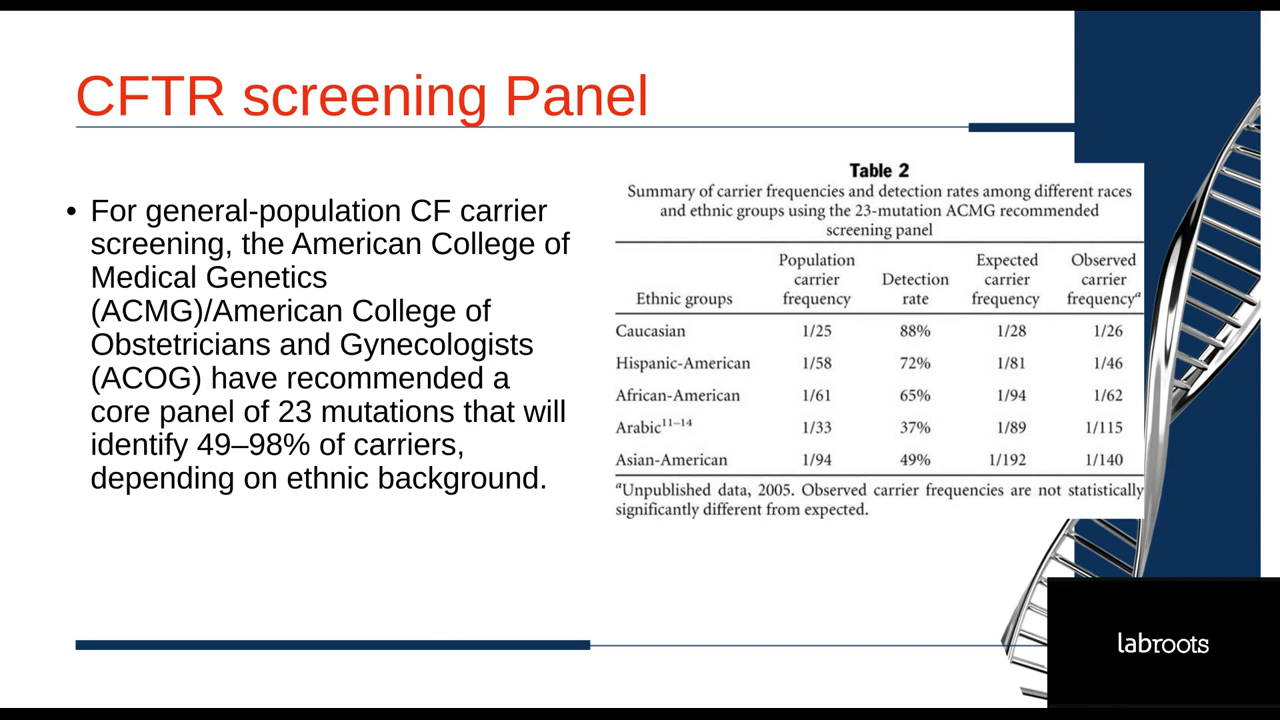 CFTR screening Panel
• For general-population CF carrier
screening, the American College of
Medical Genetics
(ACMG)/American College of
Obstetricians and Gynecologists
(ACOG) have recommended a
core panel of 23 mutations that will
identify 49–98% of carriers,
depending on ethnic background.
Table 2
Summary of carrier frequencies and detection rates among different races
and ethnic groups using the 23-mutation ACMG recommended
screening panel
Population Expected Observed
carrier Detection carrier carrier
Ethnic groups frequency rate frequency frequencyᵃ
Caucasian 1/25 88% 1/28 1/26
Hispanic-American 1/58 72% 1/81 1/46
African-American 1/61 65% 1/94 1/62
Arabic¹¹⁻¹⁴ 1/33 37% 1/89 1/115
Asian-American 1/94 49% 1/192 1/140
ᵃUnpublished data, 2005. Observed carrier frequencies are not statistically
significantly different from expected.
labroots